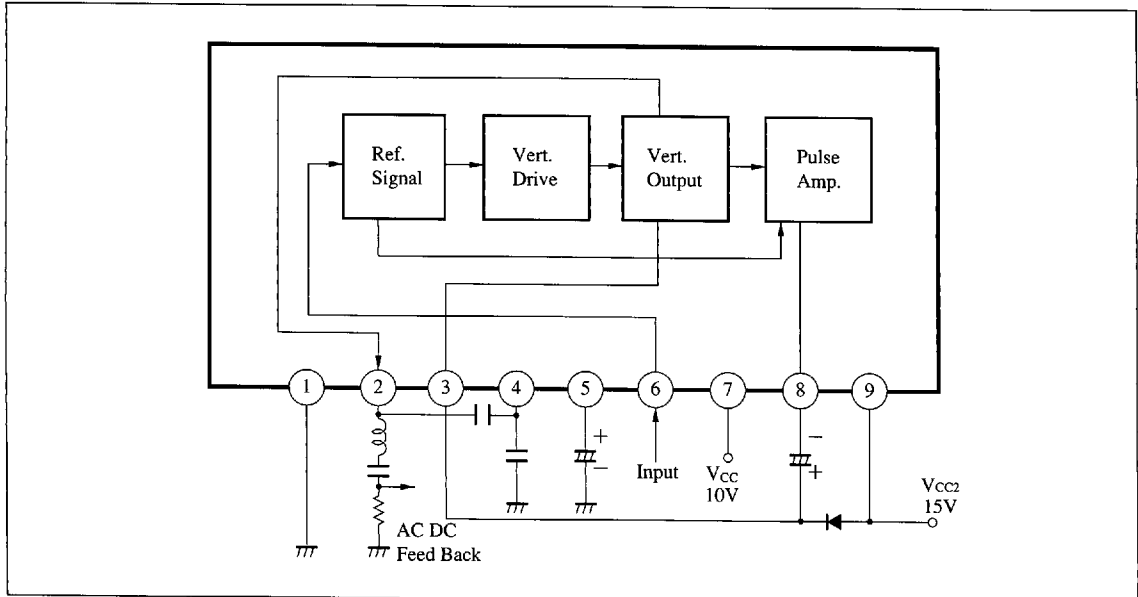 Ref.
Signal
Vert.
Drive
Vert.
Output
Pulse
Amp.
1
2
3
4
5
6
7
8
9
+
−
Input
VCC
10V
−
+
VCC2
15V
AC DC
Feed Back